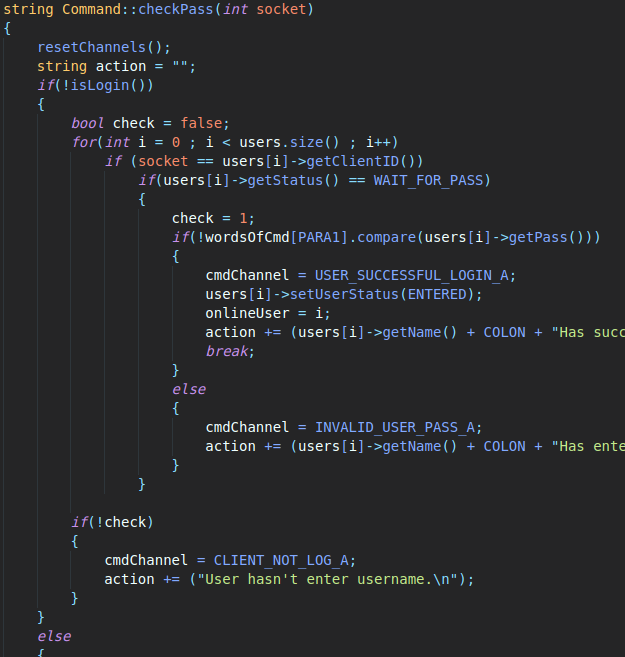 string Command::checkPass(int socket)
{
    resetChannels();
    string action = "";
    if(!isLogin())
    {
        bool check = false;
        for(int i = 0 ; i < users.size() ; i++)
            if (socket == users[i]->getClientID())
                if(users[i]->getStatus() == WAIT_FOR_PASS)
                {
                    check = 1;
                    if(!wordsOfCmd[PARA1].compare(users[i]->getPass()))
                    {
                        cmdChannel = USER_SUCCESSFUL_LOGIN_A;
                        users[i]->setUserStatus(ENTERED);
                        onlineUser = i;
                        action += (users[i]->getName() + COLON + "Has succ
                        break;
                    }
                    else
                    {
                        cmdChannel = INVALID_USER_PASS_A;
                        action += (users[i]->getName() + COLON + "Has ente
                    }
                }
        if(!check)
        {
            cmdChannel = CLIENT_NOT_LOG_A;
            action += ("User hasn't enter username.\n");
        }
    }
    else
    {